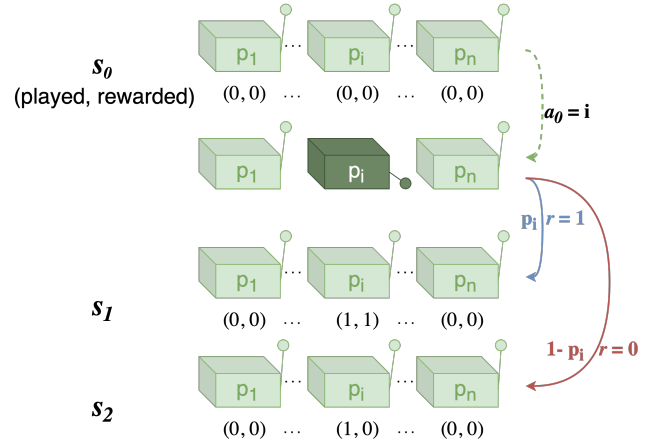 p1 ... pi ... pn
s0
(played, rewarded)
(0, 0) ... (0, 0) ... (0, 0)
a0 = i
p1 pi pn
pi r = 1
p1 ... pi ... pn
s1
(0, 0) ... (1, 1) ... (0, 0)
1- pi r = 0
p1 ... pi ... pn
s2
(0, 0) ... (1, 0) ... (0, 0)